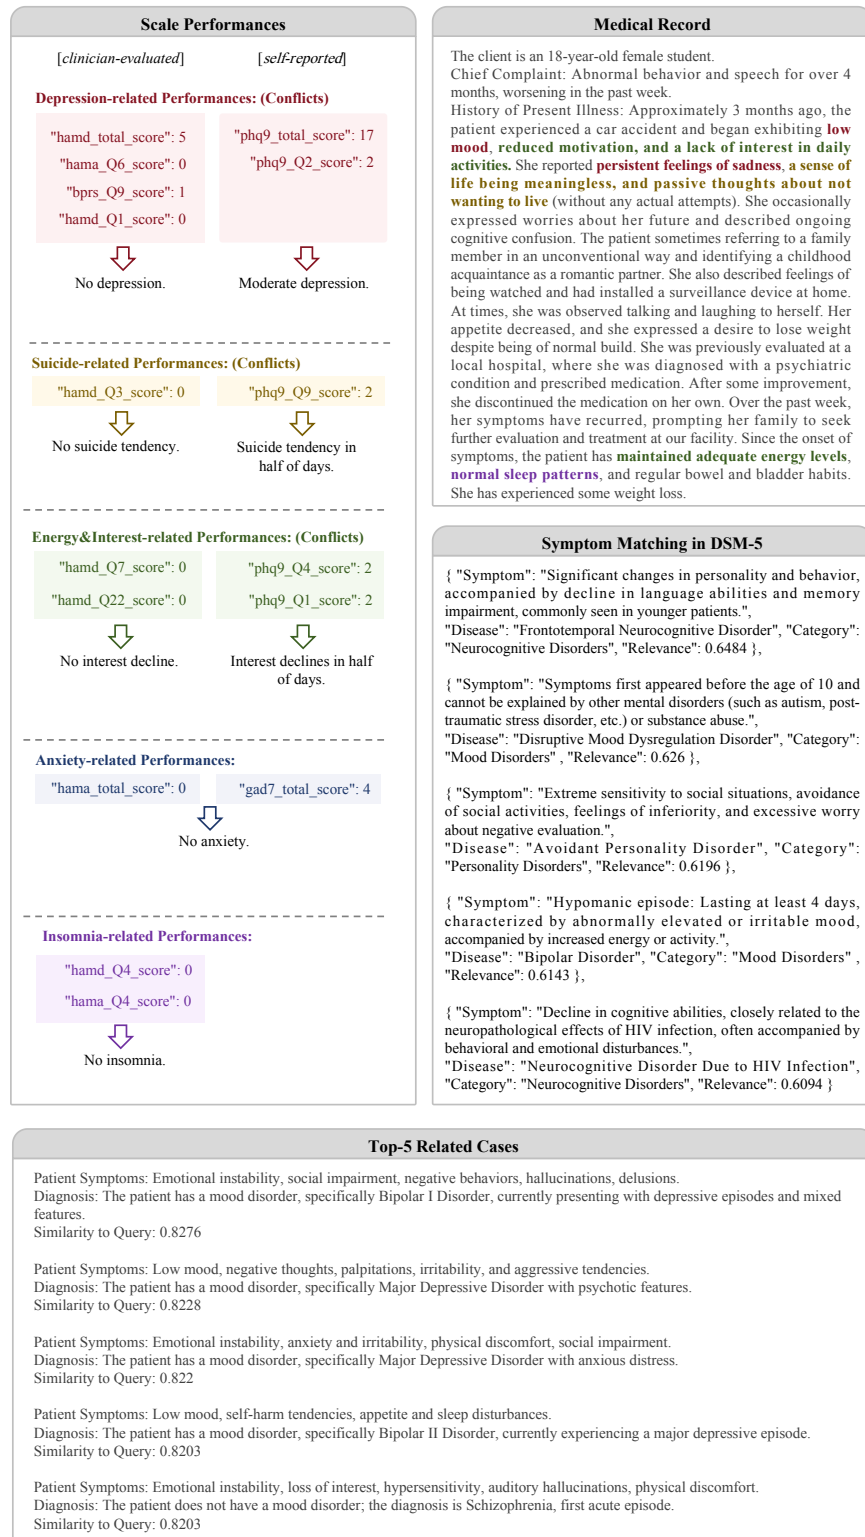 Scale Performances
[clinician-evaluated]
[self-reported]
Depression-related Performances: (Conflicts)
"hamd_total_score": 5
"hama_Q6_score": 0
"bprs_Q9_score": 1
"hamd_Q1_score": 0
"phq9_total_score": 17
"phq9_Q2_score": 2
No depression.
Moderate depression.
Suicide-related Performances: (Conflicts)
"hamd_Q3_score": 0
"phq9_Q9_score": 2
No suicide tendency.
Suicide tendency in
half of days.
Energy&Interest-related Performances: (Conflicts)
"hamd_Q7_score": 0
"hamd_Q22_score": 0
"phq9_Q4_score": 2
"phq9_Q1_score": 2
No interest decline.
Interest declines in half
of days.
Anxiety-related Performances:
"hama_total_score": 0
"gad7_total_score": 4
No anxiety.
Insomnia-related Performances:
"hamd_Q4_score": 0
"hama_Q4_score": 0
No insomnia.
Medical Record
The client is an 18-year-old female student.
Chief Complaint: Abnormal behavior and speech for over 4
months, worsening in the past week.
History of Present Illness: Approximately 3 months ago, the
patient experienced a car accident and began exhibiting low
mood, reduced motivation, and a lack of interest in daily
activities. She reported persistent feelings of sadness, a sense of
life being meaningless, and passive thoughts about not
wanting to live (without any actual attempts). She occasionally
expressed worries about her future and described ongoing
cognitive confusion. The patient sometimes referring to a family
member in an unconventional way and identifying a childhood
acquaintance as a romantic partner. She also described feelings of
being watched and had installed a surveillance device at home.
At times, she was observed talking and laughing to herself. Her
appetite decreased, and she expressed a desire to lose weight
despite being of normal build. She was previously evaluated at a
local hospital, where she was diagnosed with a psychiatric
condition and prescribed medication. After some improvement,
she discontinued the medication on her own. Over the past week,
her symptoms have recurred, prompting her family to seek
further evaluation and treatment at our facility. Since the onset of
symptoms, the patient has maintained adequate energy levels,
normal sleep patterns, and regular bowel and bladder habits.
She has experienced some weight loss.
Symptom Matching in DSM-5
{ "Symptom": "Significant changes in personality and behavior,
accompanied by decline in language abilities and memory
impairment, commonly seen in younger patients.",
"Disease": "Frontotemporal Neurocognitive Disorder", "Category":
"Neurocognitive Disorders", "Relevance": 0.6484 },
{ "Symptom": "Symptoms first appeared before the age of 10 and
cannot be explained by other mental disorders (such as autism, post-
traumatic stress disorder, etc.) or substance abuse.",
"Disease": "Disruptive Mood Dysregulation Disorder", "Category":
"Mood Disorders" , "Relevance": 0.626 },
{ "Symptom": "Extreme sensitivity to social situations, avoidance
of social activities, feelings of inferiority, and excessive worry
about negative evaluation.",
"Disease": "Avoidant Personality Disorder", "Category":
"Personality Disorders", "Relevance": 0.6196 },
{ "Symptom": "Hypomanic episode: Lasting at least 4 days,
characterized by abnormally elevated or irritable mood,
accompanied by increased energy or activity.",
"Disease": "Bipolar Disorder", "Category": "Mood Disorders" ,
"Relevance": 0.6143 },
{ "Symptom": "Decline in cognitive abilities, closely related to the
neuropathological effects of HIV infection, often accompanied by
behavioral and emotional disturbances.",
"Disease": "Neurocognitive Disorder Due to HIV Infection",
"Category": "Neurocognitive Disorders", "Relevance": 0.6094 }
Top-5 Related Cases
Patient Symptoms: Emotional instability, social impairment, negative behaviors, hallucinations, delusions.
Diagnosis: The patient has a mood disorder, specifically Bipolar I Disorder, currently presenting with depressive episodes and mixed
features.
Similarity to Query: 0.8276
Patient Symptoms: Low mood, negative thoughts, palpitations, irritability, and aggressive tendencies.
Diagnosis: The patient has a mood disorder, specifically Major Depressive Disorder with psychotic features.
Similarity to Query: 0.8228
Patient Symptoms: Emotional instability, anxiety and irritability, physical discomfort, social impairment.
Diagnosis: The patient has a mood disorder, specifically Major Depressive Disorder with anxious distress.
Similarity to Query: 0.822
Patient Symptoms: Low mood, self-harm tendencies, appetite and sleep disturbances.
Diagnosis: The patient has a mood disorder, specifically Bipolar II Disorder, currently experiencing a major depressive episode.
Similarity to Query: 0.8203
Patient Symptoms: Emotional instability, loss of interest, hypersensitivity, auditory hallucinations, physical discomfort.
Diagnosis: The patient does not have a mood disorder; the diagnosis is Schizophrenia, first acute episode.
Similarity to Query: 0.8203